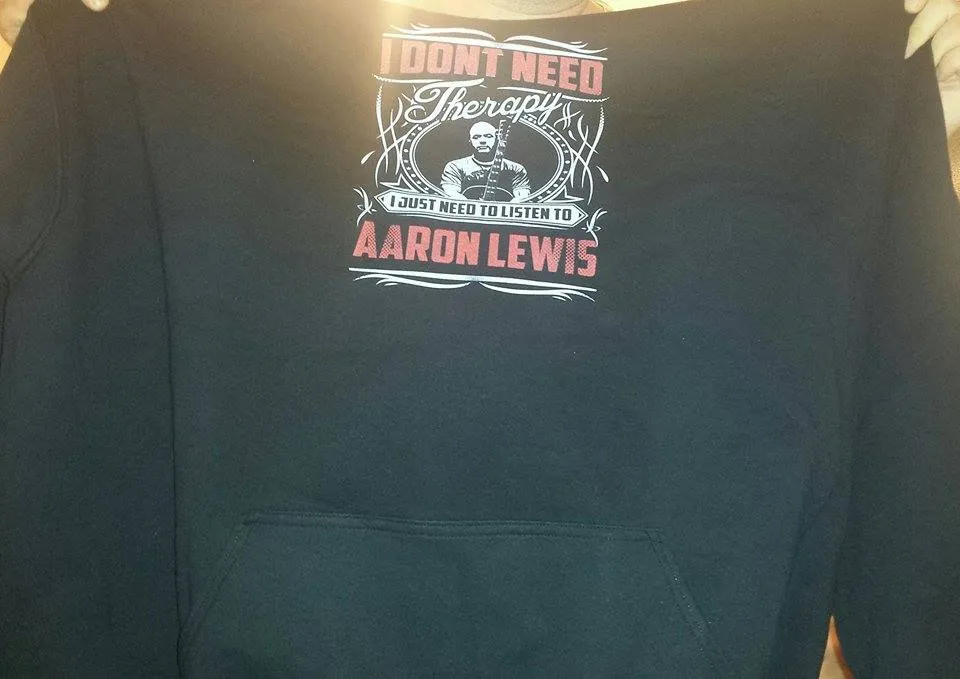 I DONT NEED
Therapy
I JUST NEED TO LISTEN TO
AARON LEWIS